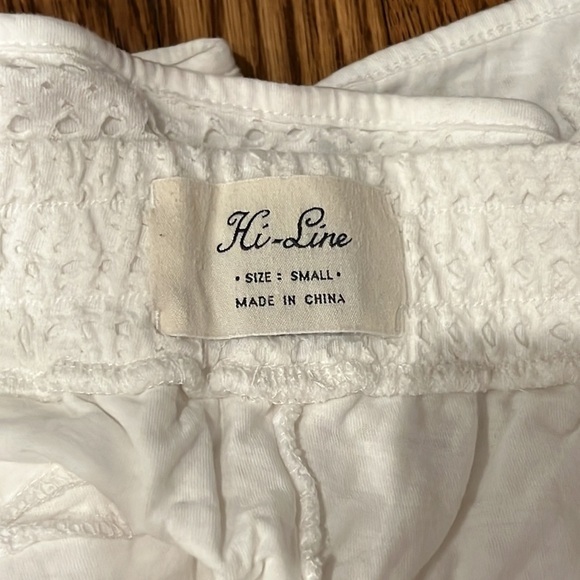 Hi-Line
• SIZE : SMALL •
MADE IN CHINA